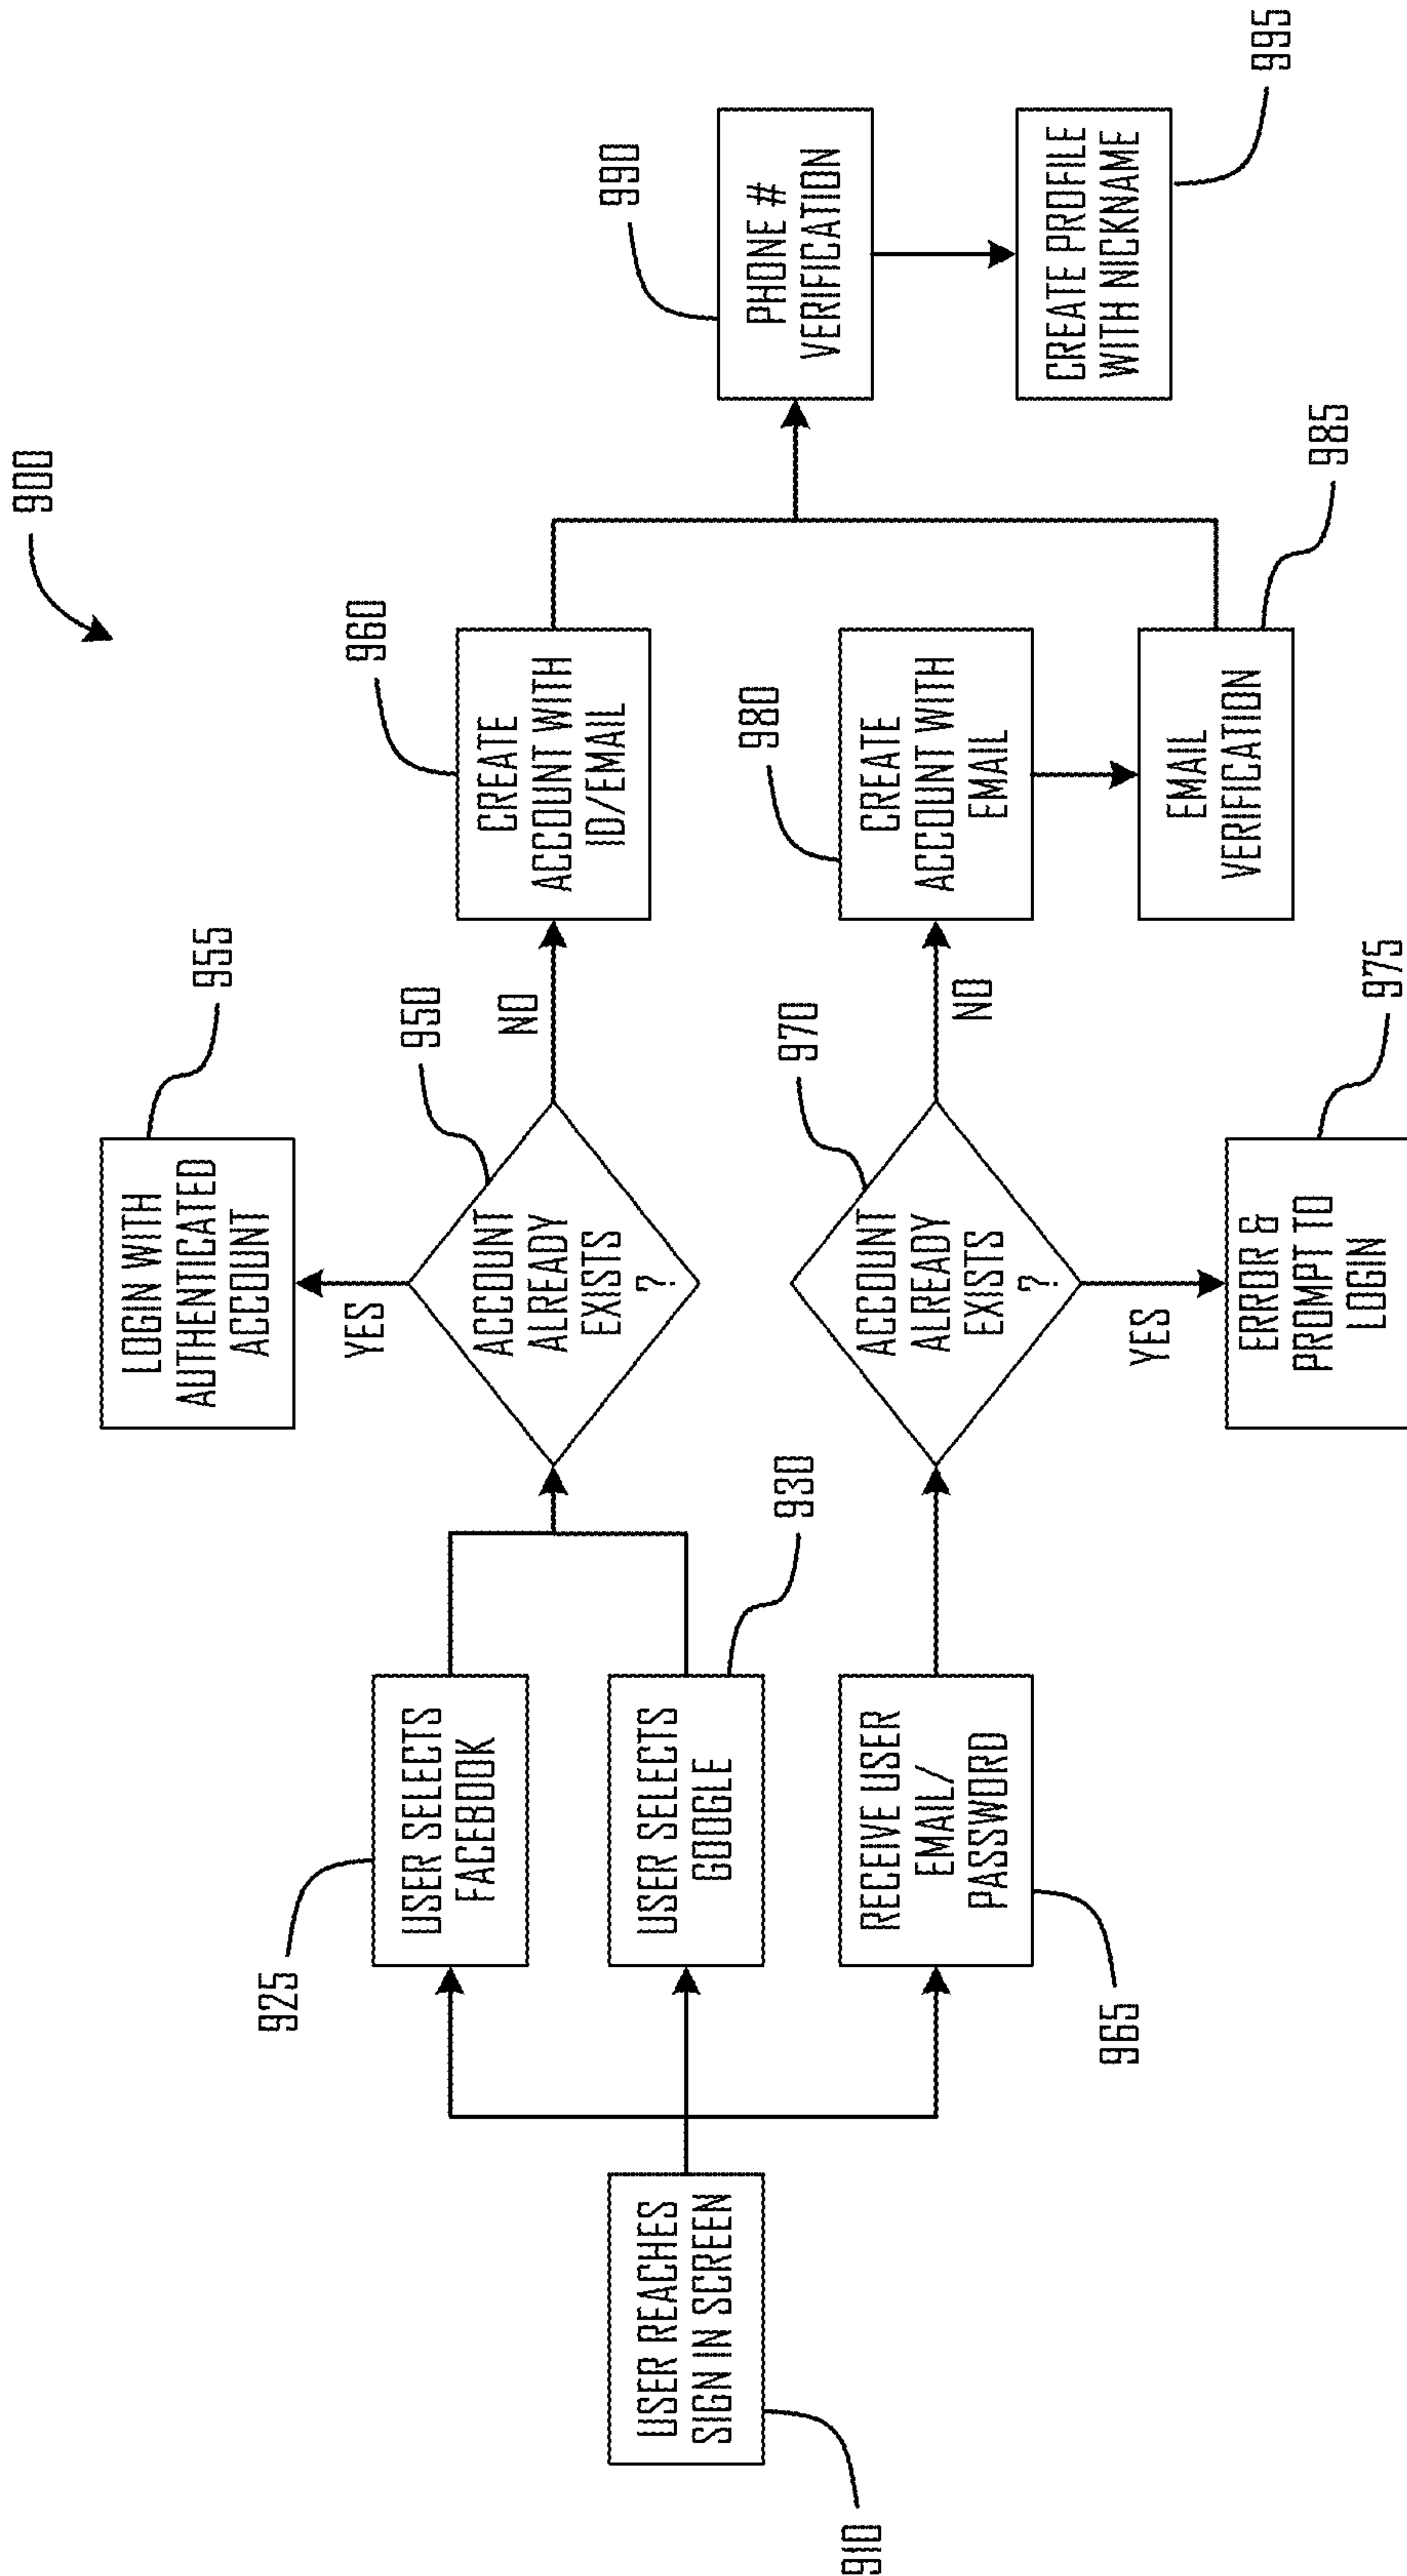 900
910
USER REACHES
SIGN IN SCREEN
925
USER SELECTS
FACEBOOK
USER SELECTS
GOOGLE
930
RECEIVE USER
EMAIL/
PASSWORD
965
LOGIN WITH
AUTHENTICATED
ACCOUNT
955
YES
ACCOUNT
ALREADY
EXISTS
?
950
NO
CREATE
ACCOUNT WITH
ID/EMAIL
960
ACCOUNT
ALREADY
EXISTS
?
970
NO
YES
ERROR &
PROMPT TO
LOGIN
975
CREATE
ACCOUNT WITH
EMAIL
980
EMAIL
VERIFICATION
985
PHONE #
VERIFICATION
990
CREATE PROFILE
WITH NICKNAME
995